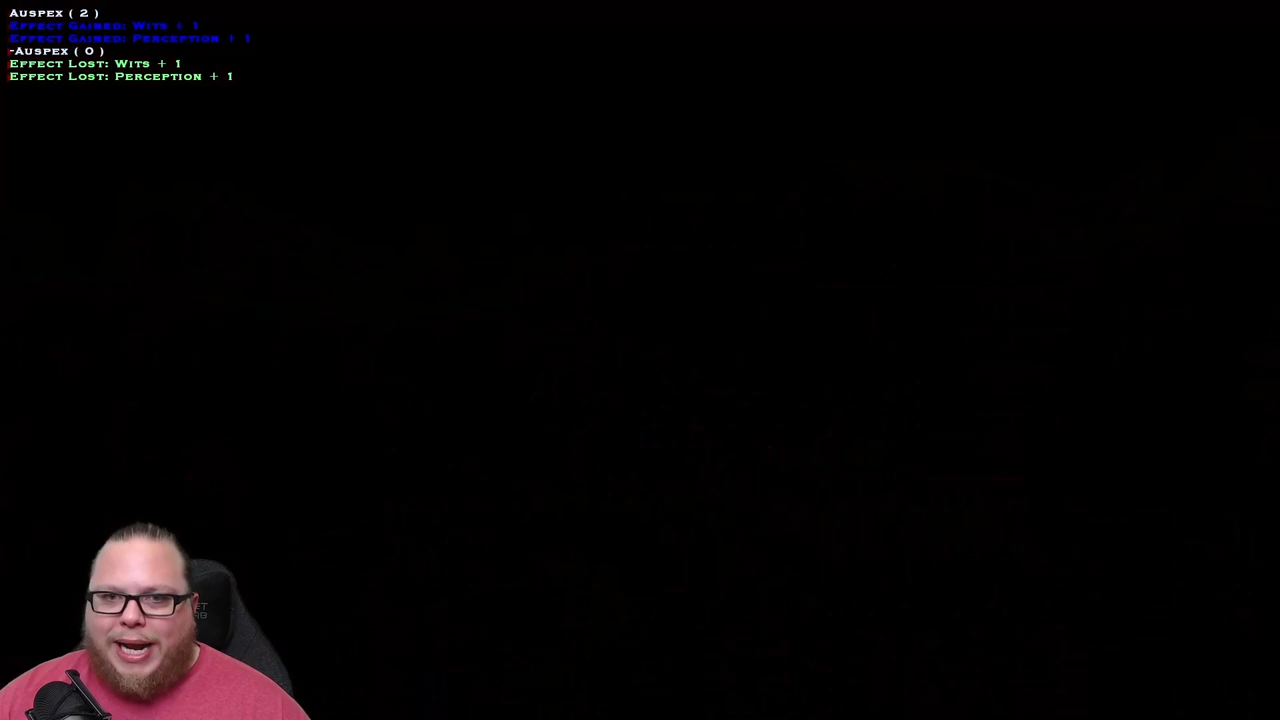 Auspex ( 2 )
Effect Gained: Wits + 1
Effect Gained: Perception + 1
-Auspex ( 0 )
Effect Lost: Wits + 1
Effect Lost: Perception + 1